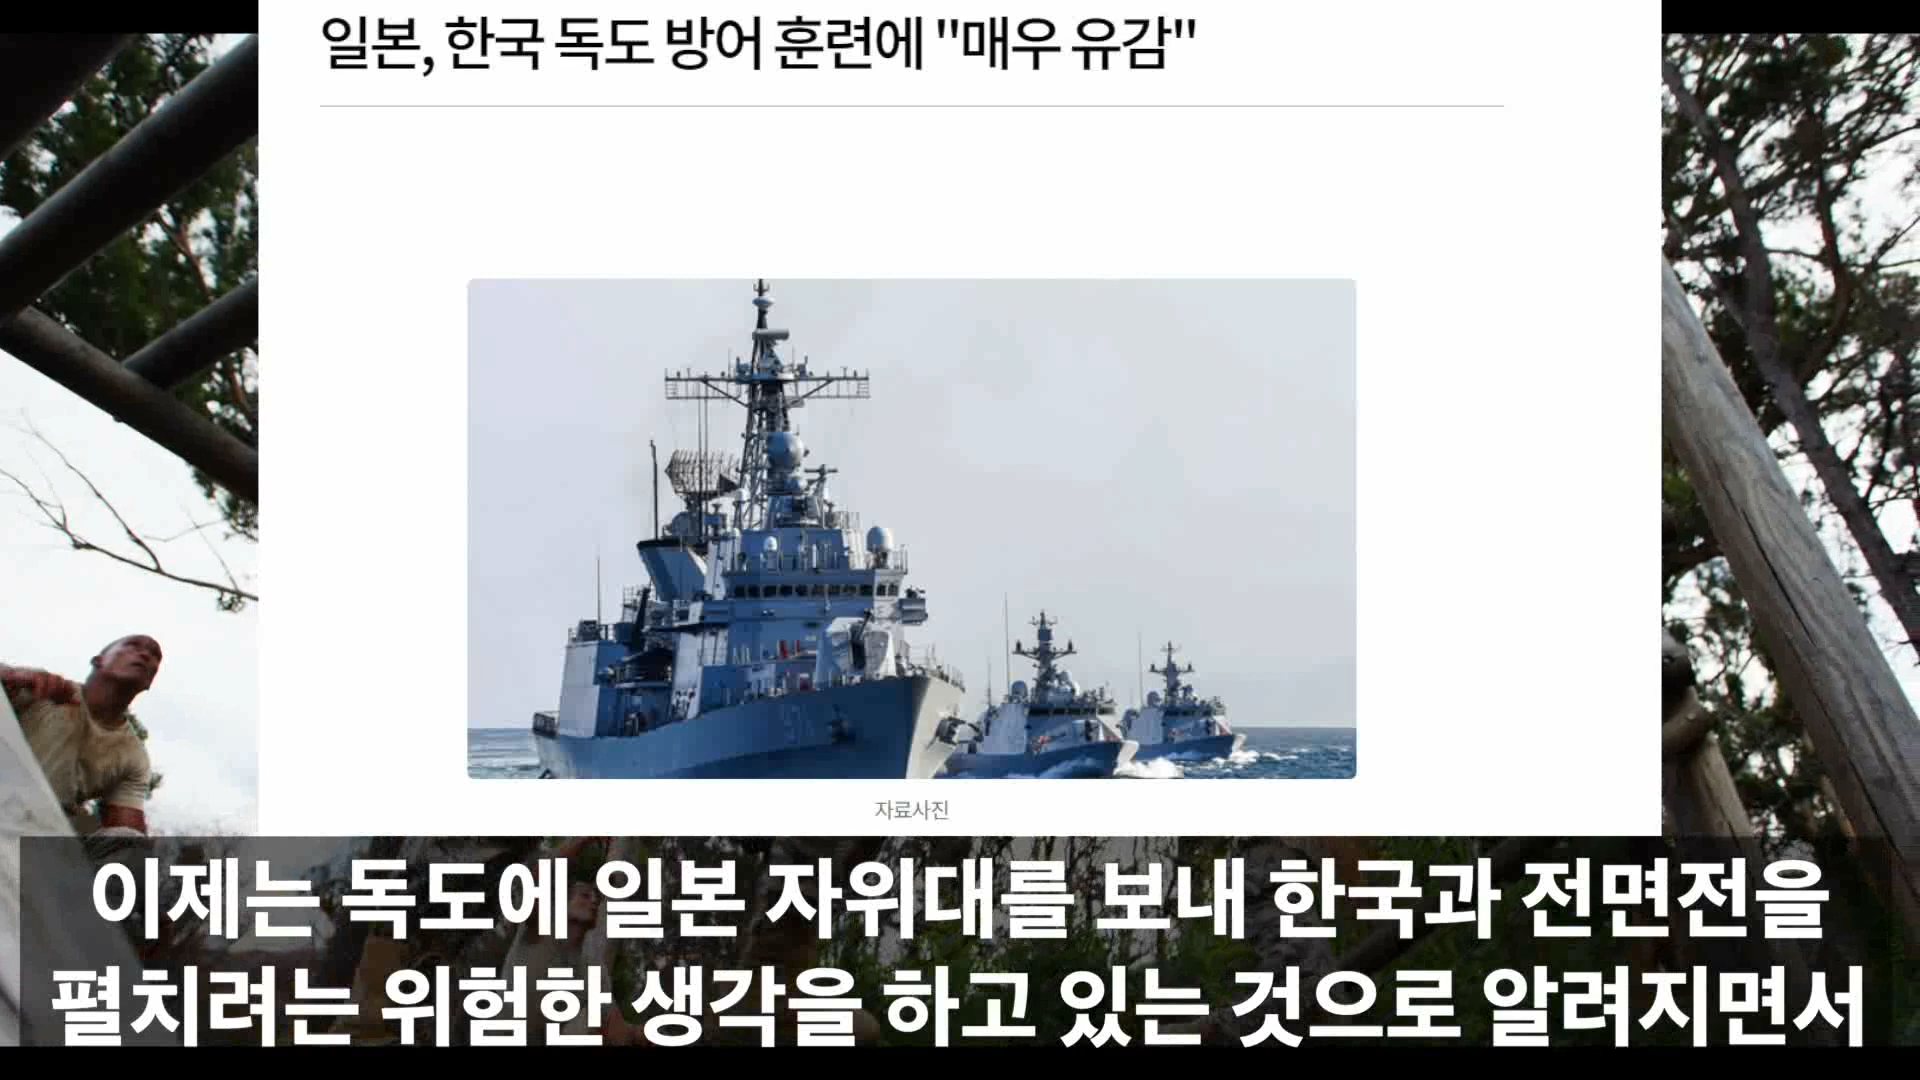 일본, 한국 독도 방어 훈련에 "매우 유감"
자료사진
이제는 독도에 일본 자위대를 보내 한국과 전면전을
펼치려는 위험한 생각을 하고 있는 것으로 알려지면서